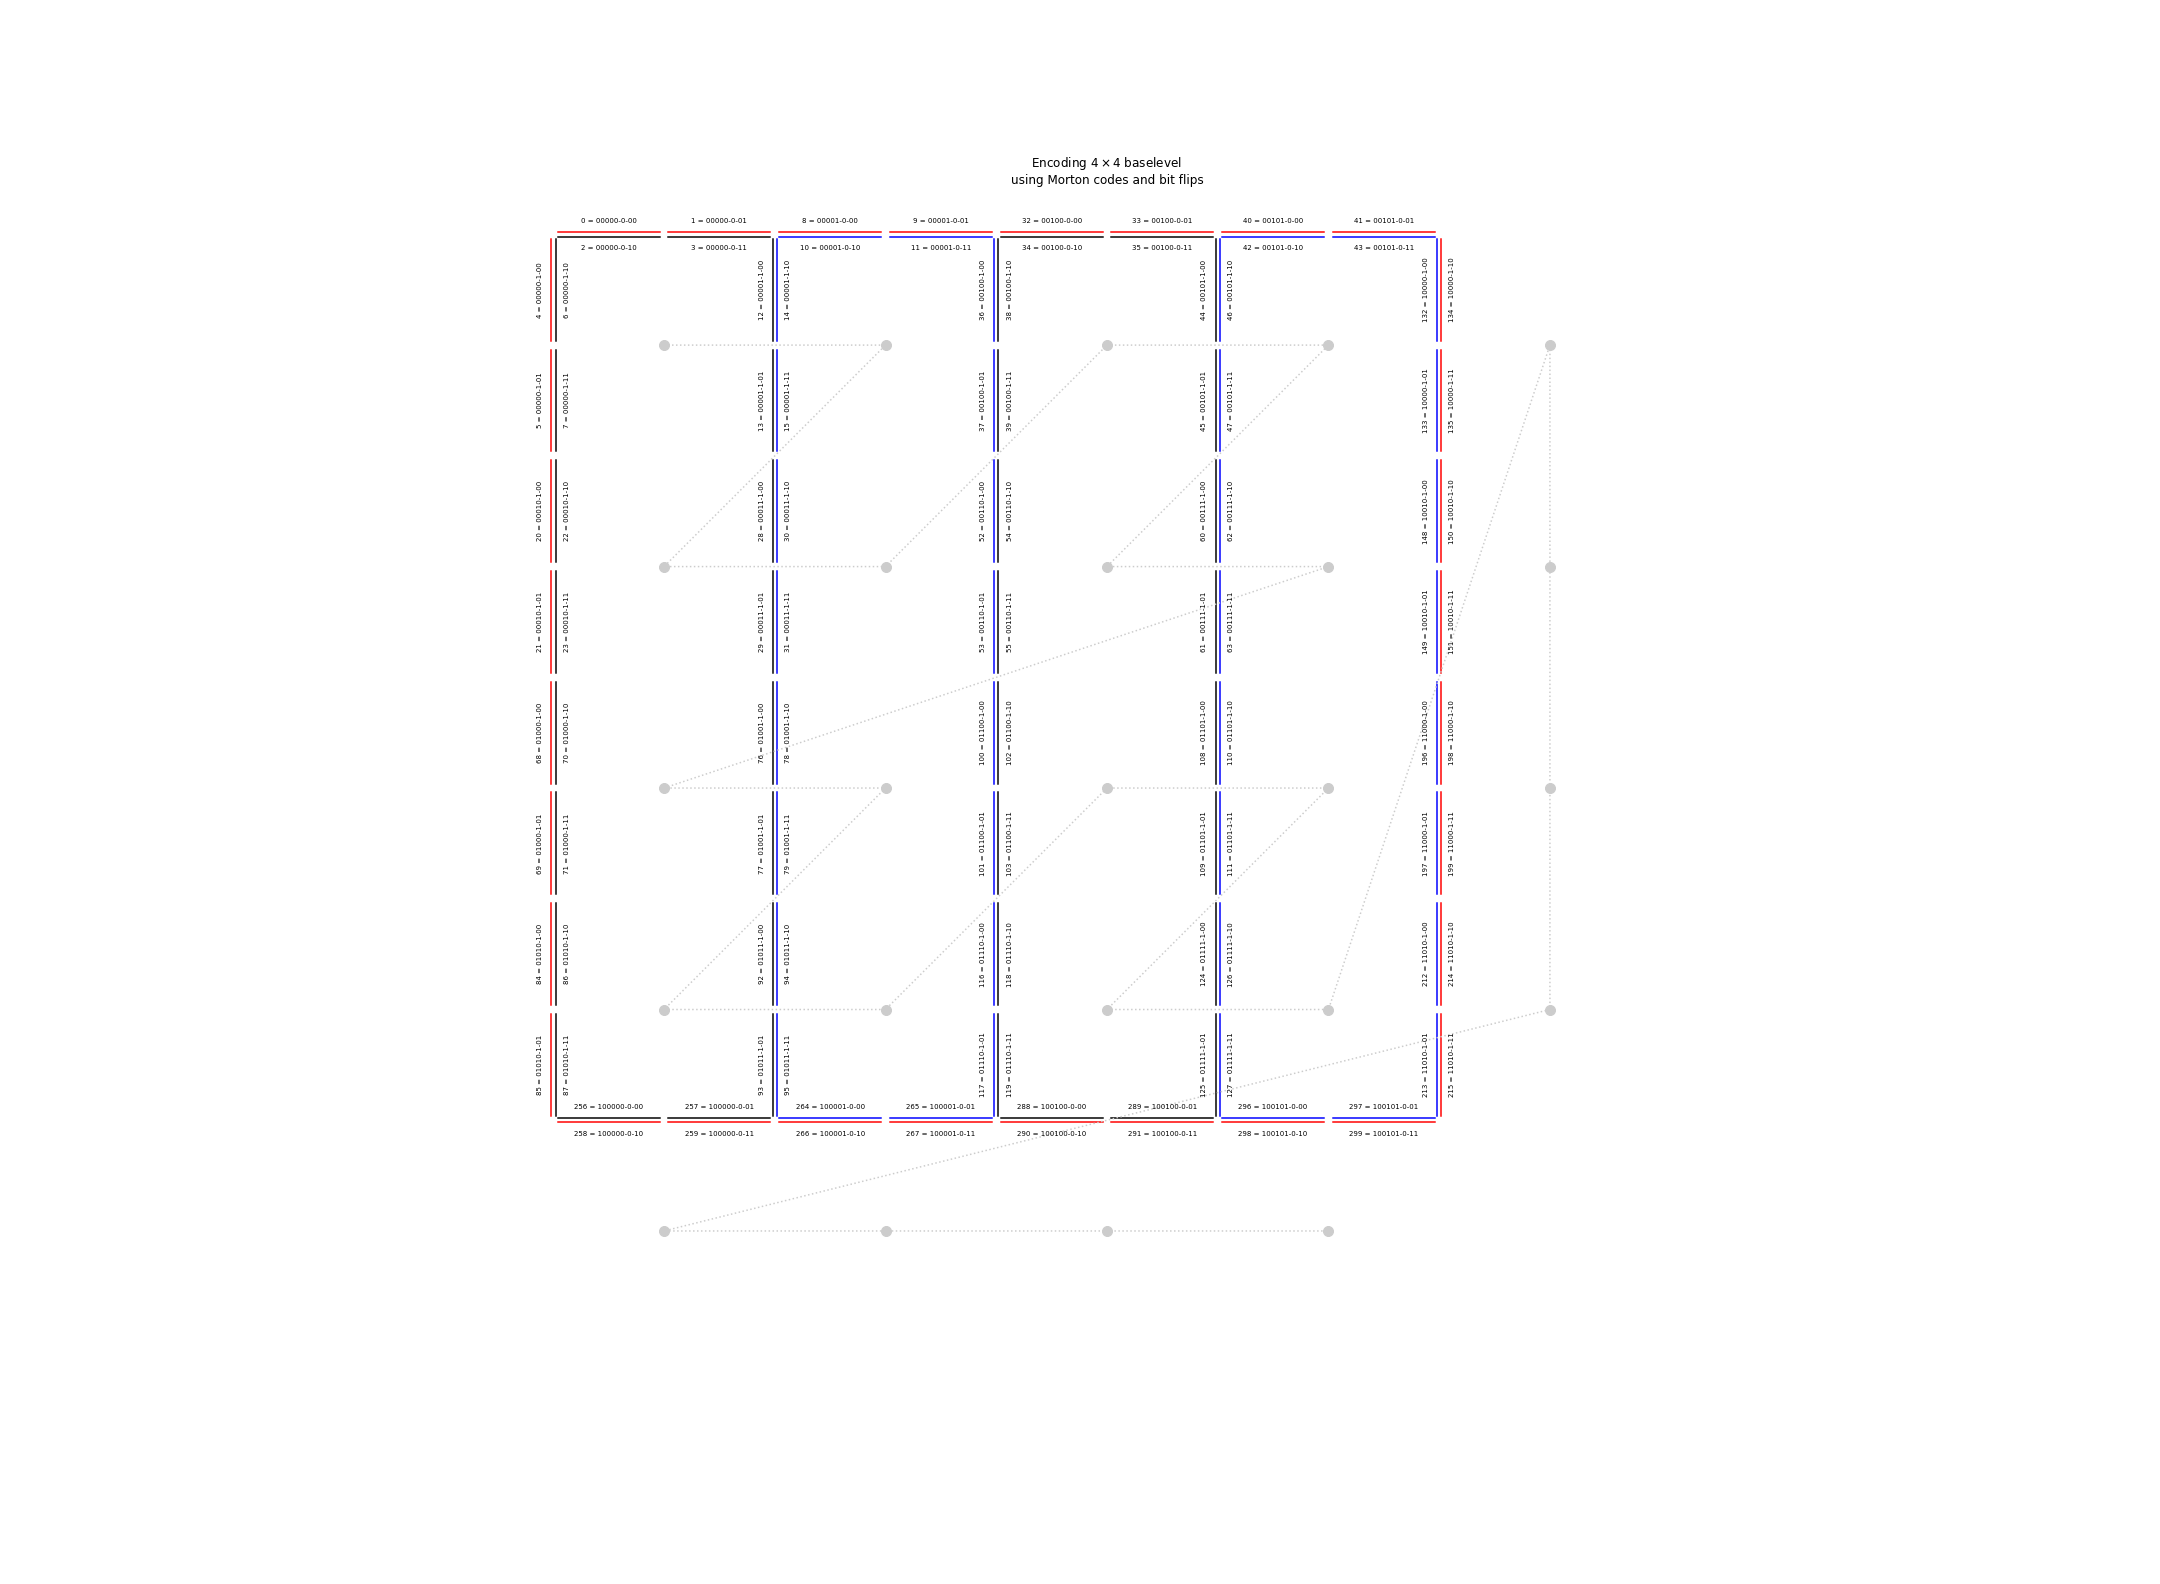 Encoding 4 × 4 baselevel
using Morton codes and bit flips
0 = 00000-0-00
1 = 00000-0-01
8 = 00001-0-00
9 = 00001-0-01
32 = 00100-0-00
33 = 00100-0-01
40 = 00101-0-00
41 = 00101-0-01
2 = 00000-0-10
3 = 00000-0-11
10 = 00001-0-10
11 = 00001-0-11
34 = 00100-0-10
35 = 00100-0-11
42 = 00101-0-10
43 = 00101-0-11
4 = 00000-1-00
6 = 00000-1-10
12 = 00001-1-00
14 = 00001-1-10
36 = 00100-1-00
38 = 00100-1-10
44 = 00101-1-00
46 = 00101-1-10
132 = 10000-1-00
134 = 10000-1-10
5 = 00000-1-01
7 = 00000-1-11
13 = 00001-1-01
15 = 00001-1-11
37 = 00100-1-01
39 = 00100-1-11
45 = 00101-1-01
47 = 00101-1-11
133 = 10000-1-01
135 = 10000-1-11
20 = 00010-1-00
22 = 00010-1-10
28 = 00011-1-00
30 = 00011-1-10
52 = 00110-1-00
54 = 00110-1-10
60 = 00111-1-00
62 = 00111-1-10
148 = 10010-1-00
150 = 10010-1-10
21 = 00010-1-01
23 = 00010-1-11
29 = 00011-1-01
31 = 00011-1-11
53 = 00110-1-01
55 = 00110-1-11
61 = 00111-1-01
63 = 00111-1-11
149 = 10010-1-01
151 = 10010-1-11
68 = 01000-1-00
70 = 01000-1-10
76 = 01001-1-00
78 = 01001-1-10
100 = 01100-1-00
102 = 01100-1-10
108 = 01101-1-00
110 = 01101-1-10
196 = 11000-1-00
198 = 11000-1-10
69 = 01000-1-01
71 = 01000-1-11
77 = 01001-1-01
79 = 01001-1-11
101 = 01100-1-01
103 = 01100-1-11
109 = 01101-1-01
111 = 01101-1-11
197 = 11000-1-01
199 = 11000-1-11
84 = 01010-1-00
86 = 01010-1-10
92 = 01011-1-00
94 = 01011-1-10
116 = 01110-1-00
118 = 01110-1-10
124 = 01111-1-00
126 = 01111-1-10
212 = 11010-1-00
214 = 11010-1-10
85 = 01010-1-01
87 = 01010-1-11
93 = 01011-1-01
95 = 01011-1-11
117 = 01110-1-01
119 = 01110-1-11
125 = 01111-1-01
127 = 01111-1-11
213 = 11010-1-01
215 = 11010-1-11
256 = 100000-0-00
257 = 100000-0-01
264 = 100001-0-00
265 = 100001-0-01
288 = 100100-0-00
289 = 100100-0-01
296 = 100101-0-00
297 = 100101-0-01
258 = 100000-0-10
259 = 100000-0-11
266 = 100001-0-10
267 = 100001-0-11
290 = 100100-0-10
291 = 100100-0-11
298 = 100101-0-10
299 = 100101-0-11